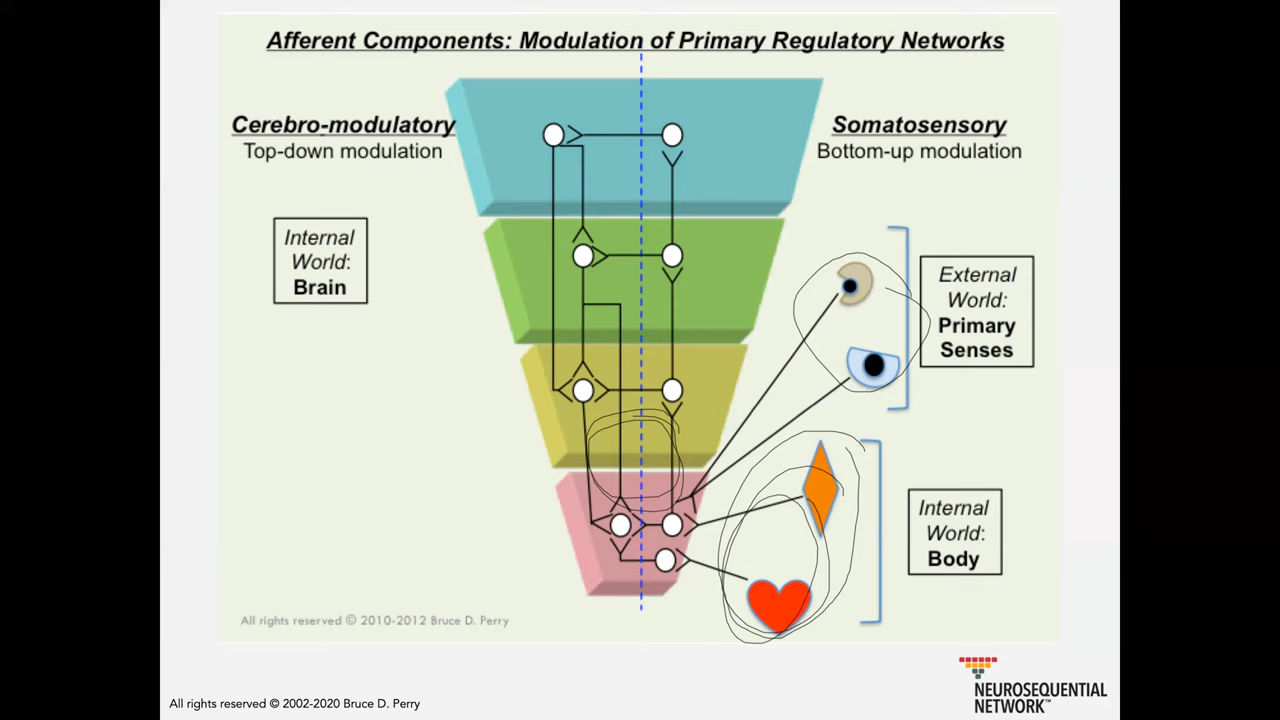 Afferent Components: Modulation of Primary Regulatory Networks
Cerebro-modulatory
Top-down modulation
Somatosensory
Bottom-up modulation
Internal
World:
Brain
External
World:
Primary
Senses
Internal
World:
Body
All rights reserved © 2010-2012 Bruce D. Perry
All rights reserved © 2002-2020 Bruce D. Perry
NEUROSEQUENTIAL
NETWORK™